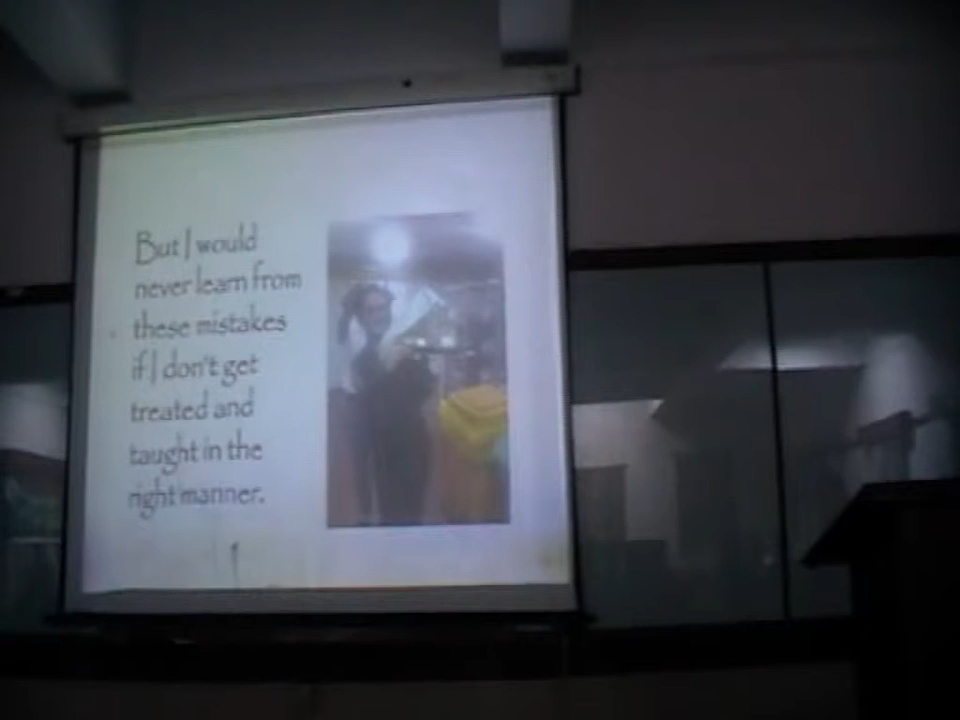 But I would
never learn from
these mistakes
if I don't get
treated and
taught in the
right manner.